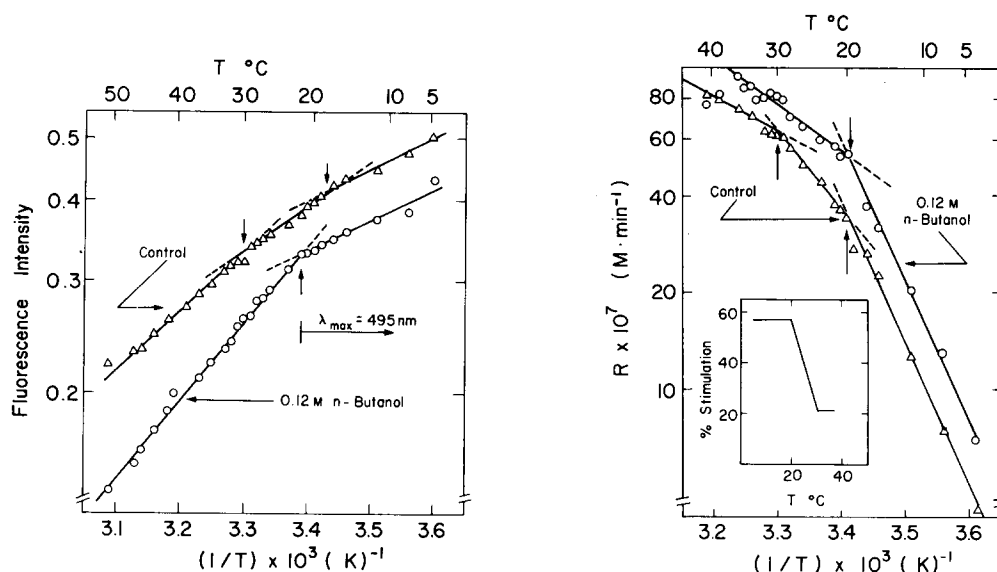 T °C
50 40 30 20 10 5
0.5
0.4
0.3
0.2
Fluorescence Intensity
Control
λmax = 495 nm
0.12 M n-Butanol
3.1 3.2 3.3 3.4 3.5 3.6
(1/T) x 10³ (K)⁻¹
T °C
40 30 20 10 5
80
60
40
20
10
R x 10⁷ (M·min⁻¹)
Control
0.12 M
n-Butanol
60
40
20
% Stimulation
20 40
T °C
3.2 3.3 3.4 3.5 3.6
(1/T) x 10³ (K)⁻¹